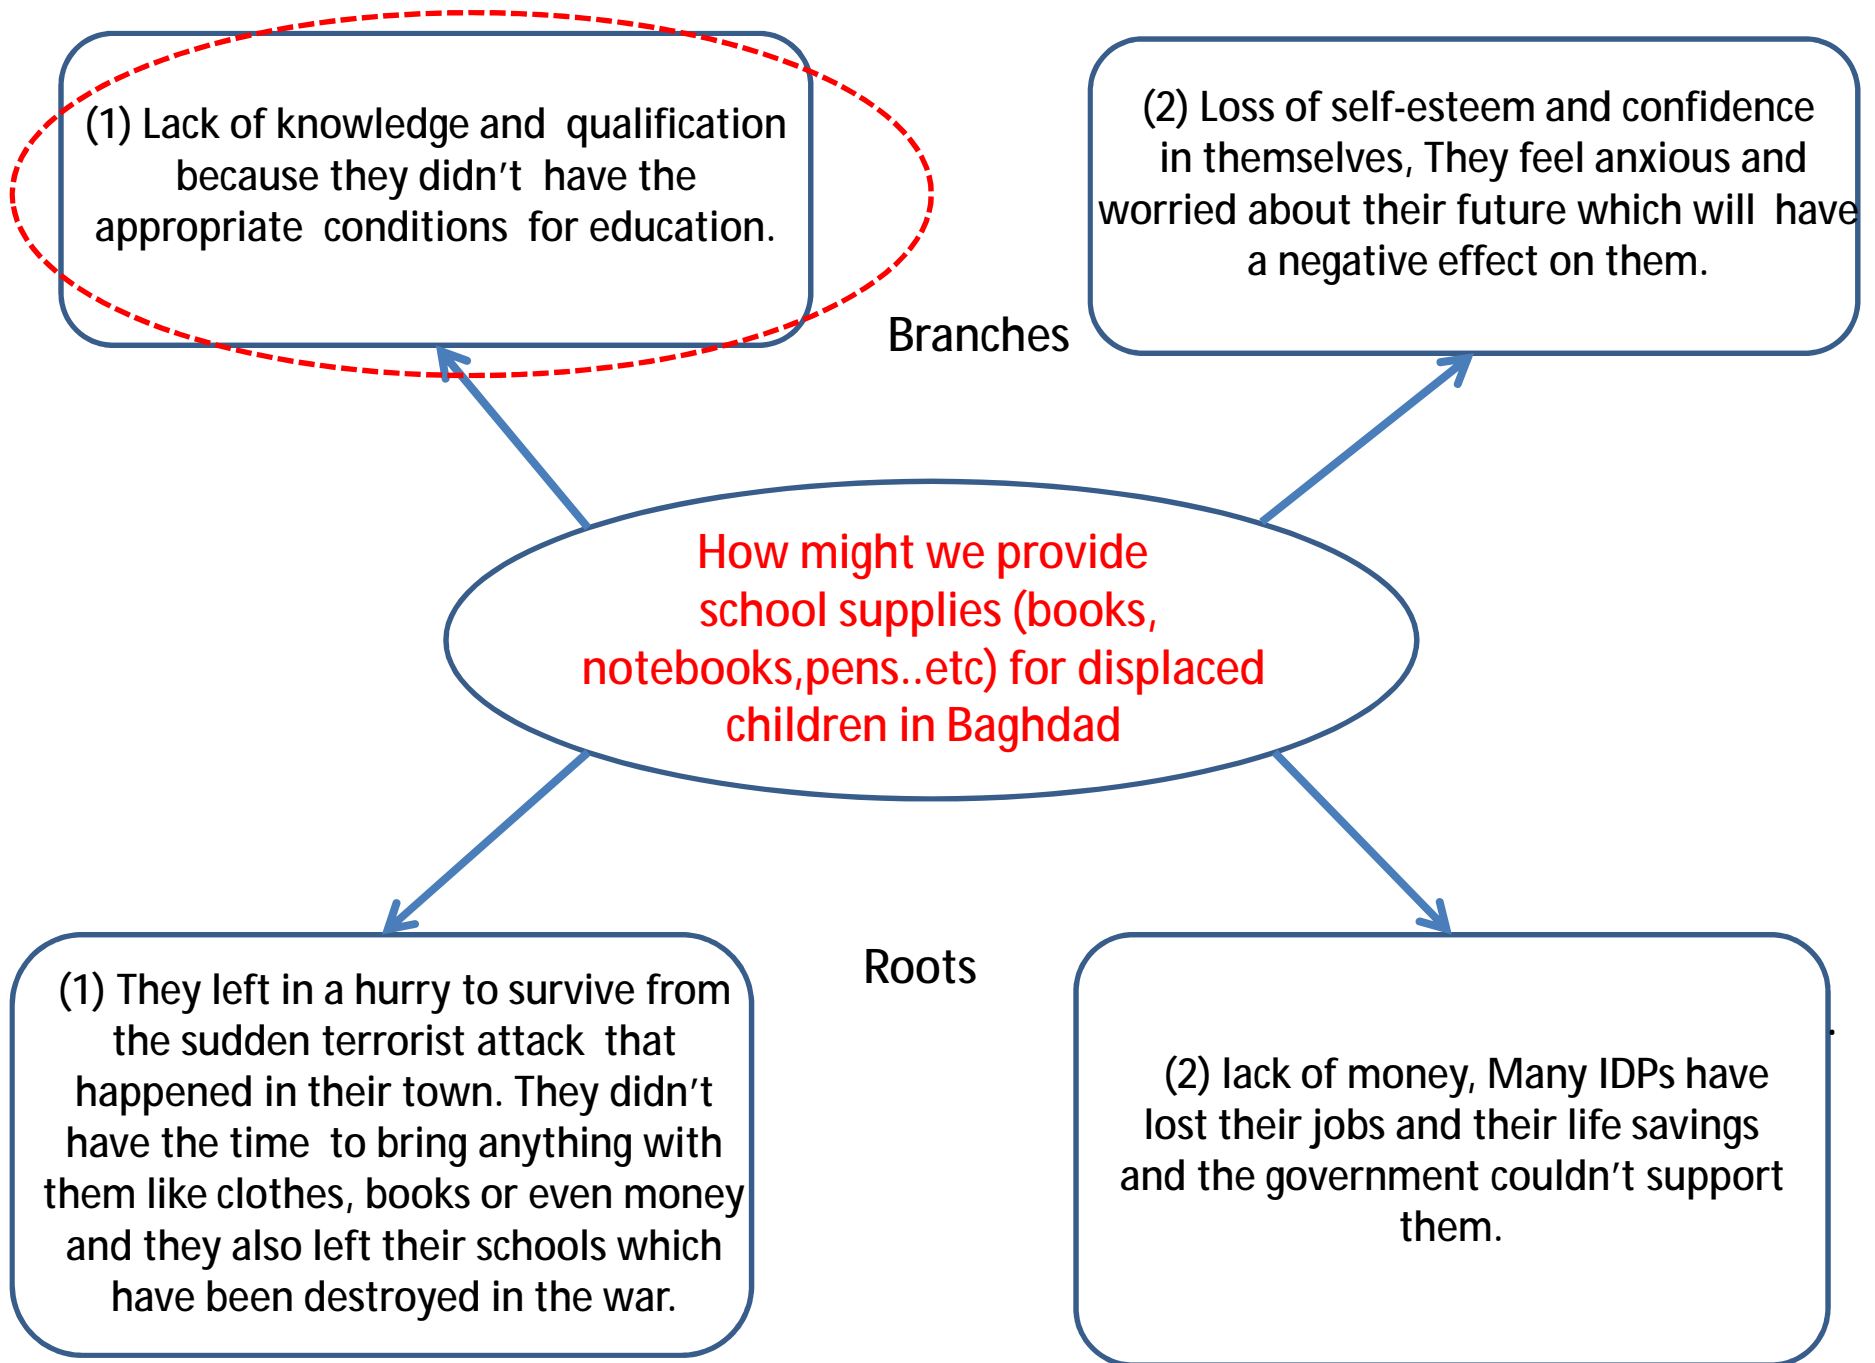 (1) Lack of knowledge and qualification
because they didn't have the
appropriate conditions for education.
(2) Loss of self-esteem and confidence
in themselves, They feel anxious and
worried about their future which will have
a negative effect on them.
Branches
How might we provide
school supplies (books,
notebooks,pens..etc) for displaced
children in Baghdad
Roots
(1) They left in a hurry to survive from
the sudden terrorist attack that
happened in their town. They didn't
have the time to bring anything with
them like clothes, books or even money
and they also left their schools which
have been destroyed in the war.
.
(2) lack of money, Many IDPs have
lost their jobs and their life savings
and the government couldn't support
them.